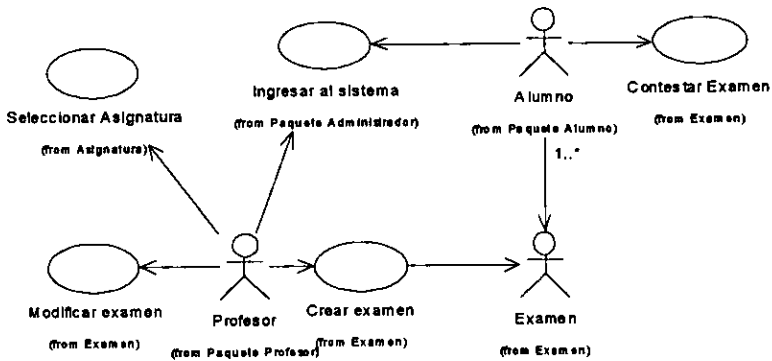 Seleccionar Asignatura
(from Asignatura)
Ingresar al sistema
(from Paquete Administrador)
Alumno
(from Paquete Alumno)
1..*
Contestar Examen
(from Examen)
Modificar examen
(from Examen)
Profesor
(from Paquete Profesor)
Crear examen
(from Examen)
Examen
(from Examen)